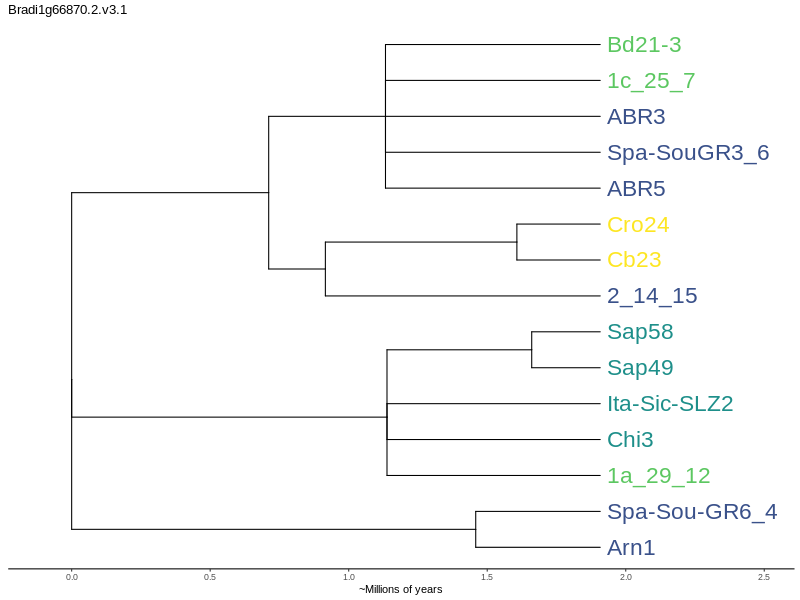 Bradi1g66870.2.v3.1
Bd21-3
1c_25_7
ABR3
Spa-SouGR3_6
ABR5
Cro24
Cb23
2_14_15
Sap58
Sap49
Ita-Sic-SLZ2
Chi3
1a_29_12
Spa-Sou-GR6_4
Arn1
0.0 0.5 1.0 1.5 2.0 2.5
~Millions of years